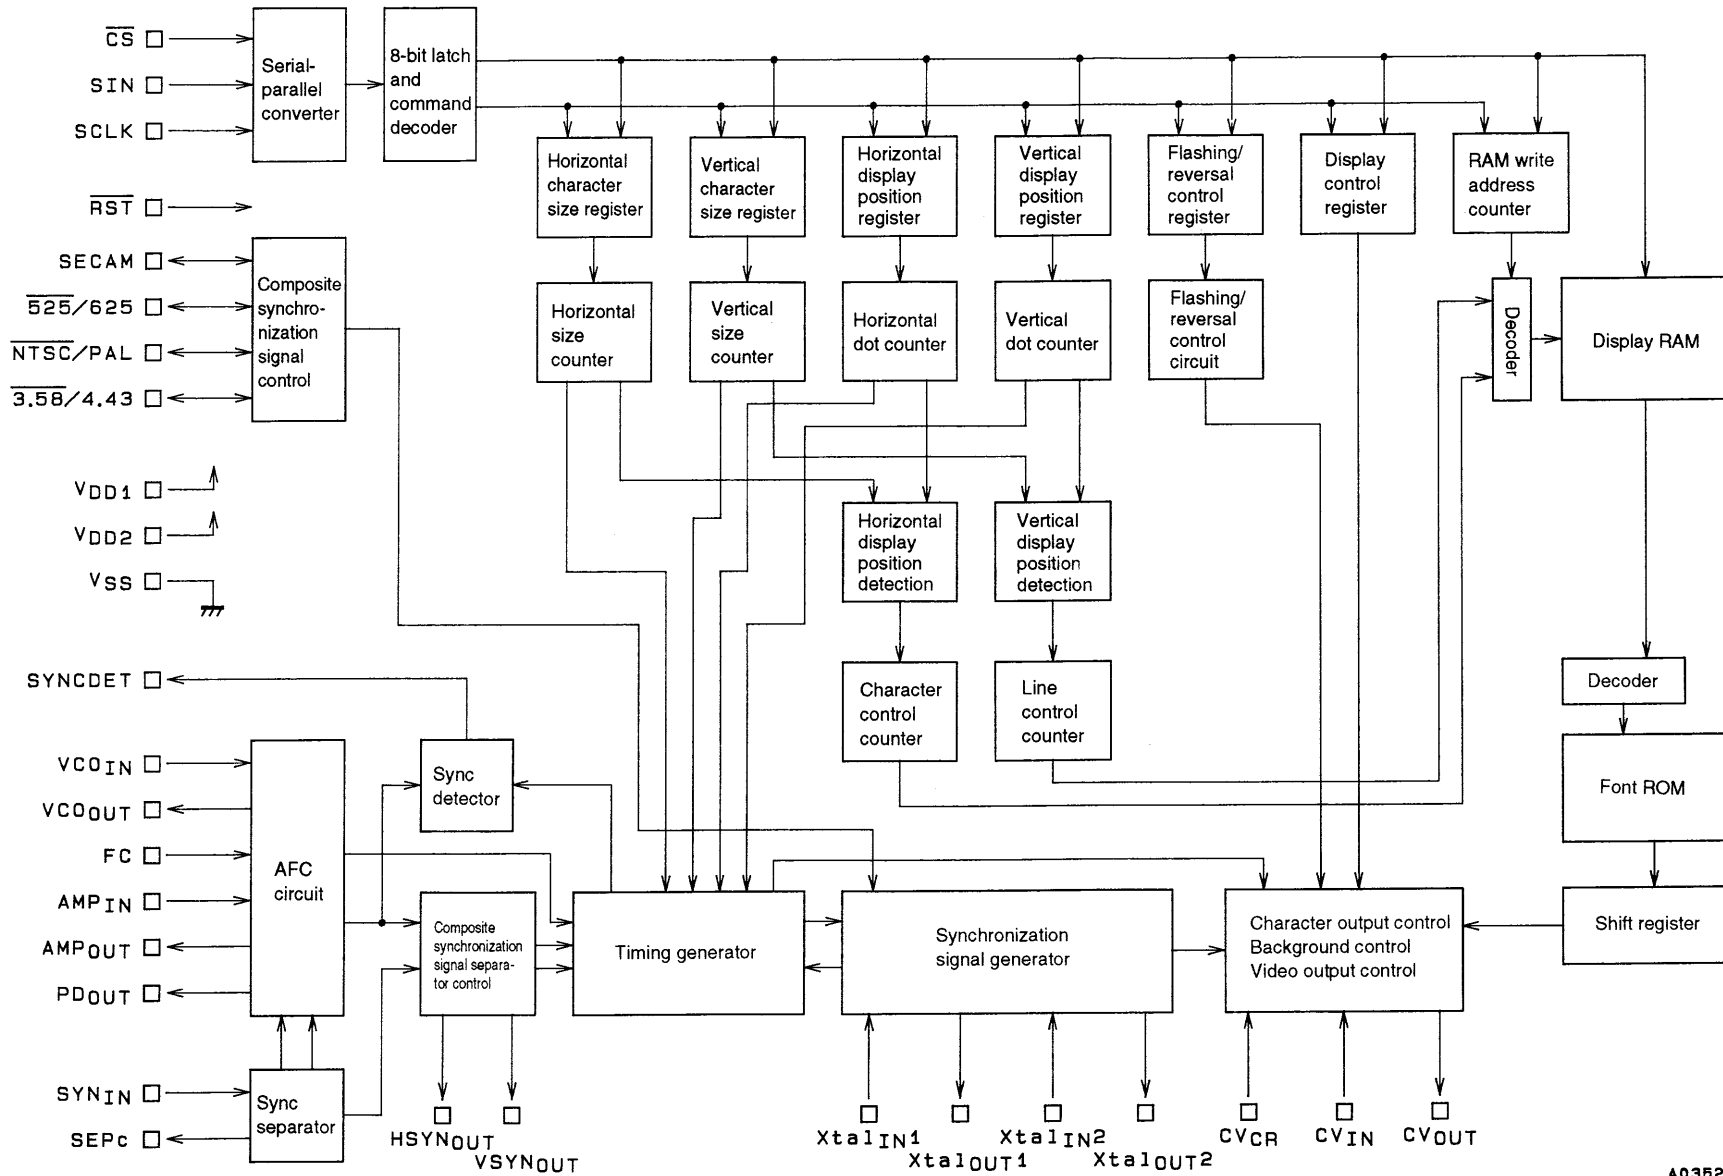 CS
SIN
SCLK
Serial-
parallel
converter
8-bit latch
and
command
decoder
RST
SECAM
525/625
NTSC/PAL
3.58/4.43
Composite
synchro-
nization
signal
control
Horizontal
character
size register
Vertical
character
size register
Horizontal
display
position
register
Vertical
display
position
register
Flashing/
reversal
control
register
Display
control
register
RAM write
address
counter
Horizontal
size
counter
Vertical
size
counter
Horizontal
dot counter
Vertical
dot counter
Flashing/
reversal
control
circuit
Decoder
Display RAM
VDD1
VDD2
VSS
Horizontal
display
position
detection
Vertical
display
position
detection
SYNCDET
Character
control
counter
Line
control
counter
Decoder
Font ROM
VCOIN
VCOOUT
FC
AMPIN
AMPOUT
PDOUT
AFC
circuit
Sync
detector
Composite
synchronization
signal separa-
tor control
Timing generator
Synchronization
signal generator
Character output control
Background control
Video output control
Shift register
SYNIN
SEPC
Sync
separator
HSYNOUT
VSYNOUT
XtalIN1
XtalOUT1
XtalIN2
XtalOUT2
CVCR
CVIN
CVOUT
A0352